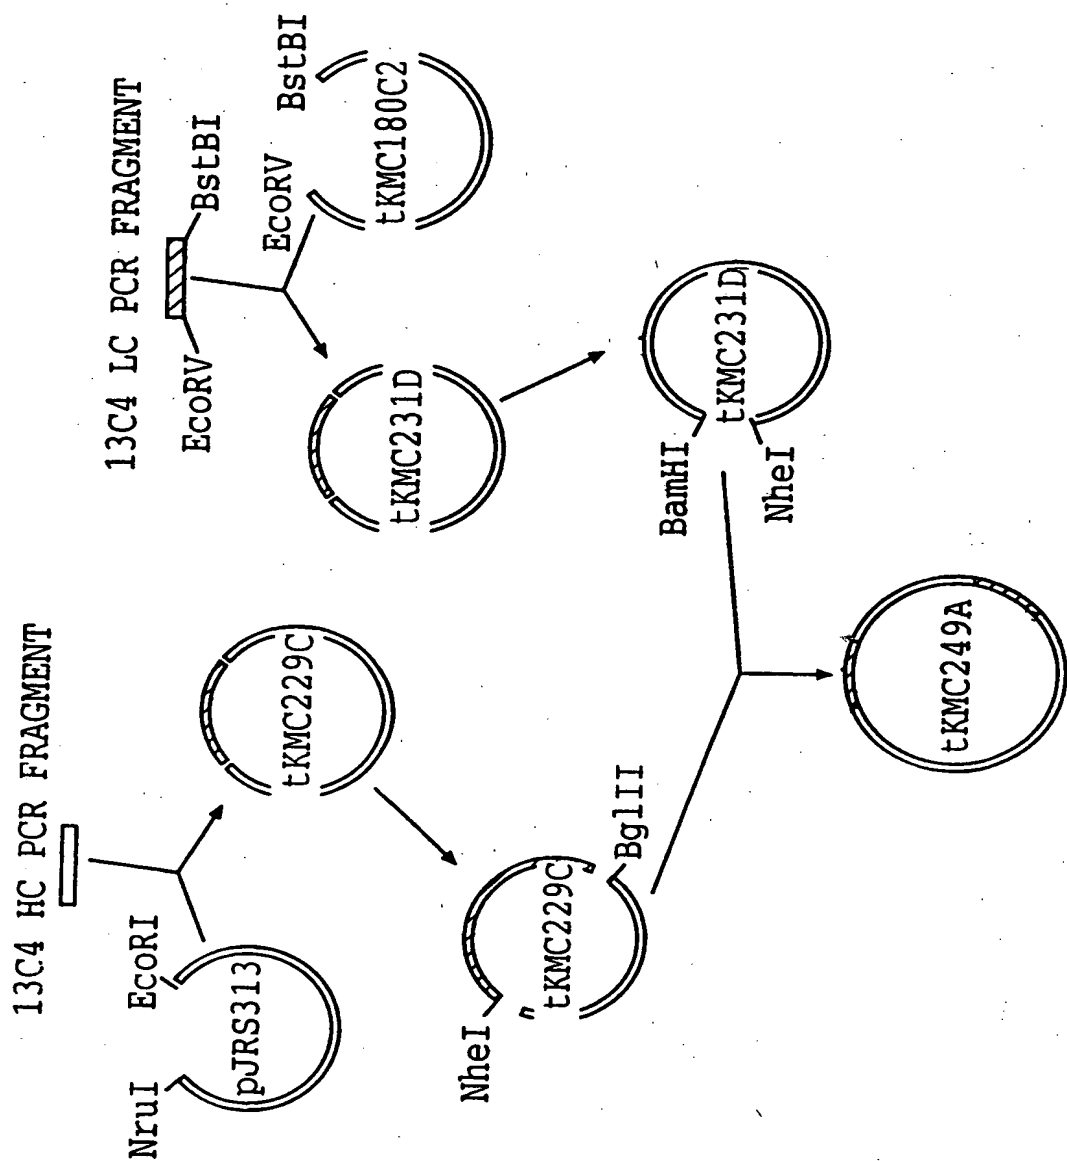 13C4 HC PCR FRAGMENT
NruI
EcoRI
pJRS313
tKMC229C
NheI
tKMC229C
BglII
13C4 LC PCR FRAGMENT
EcoRV
BstBI
EcoRV
BstBI
tKMC180C2
tKMC231D
BamHI
tKMC231D
NheI
tKMC249A